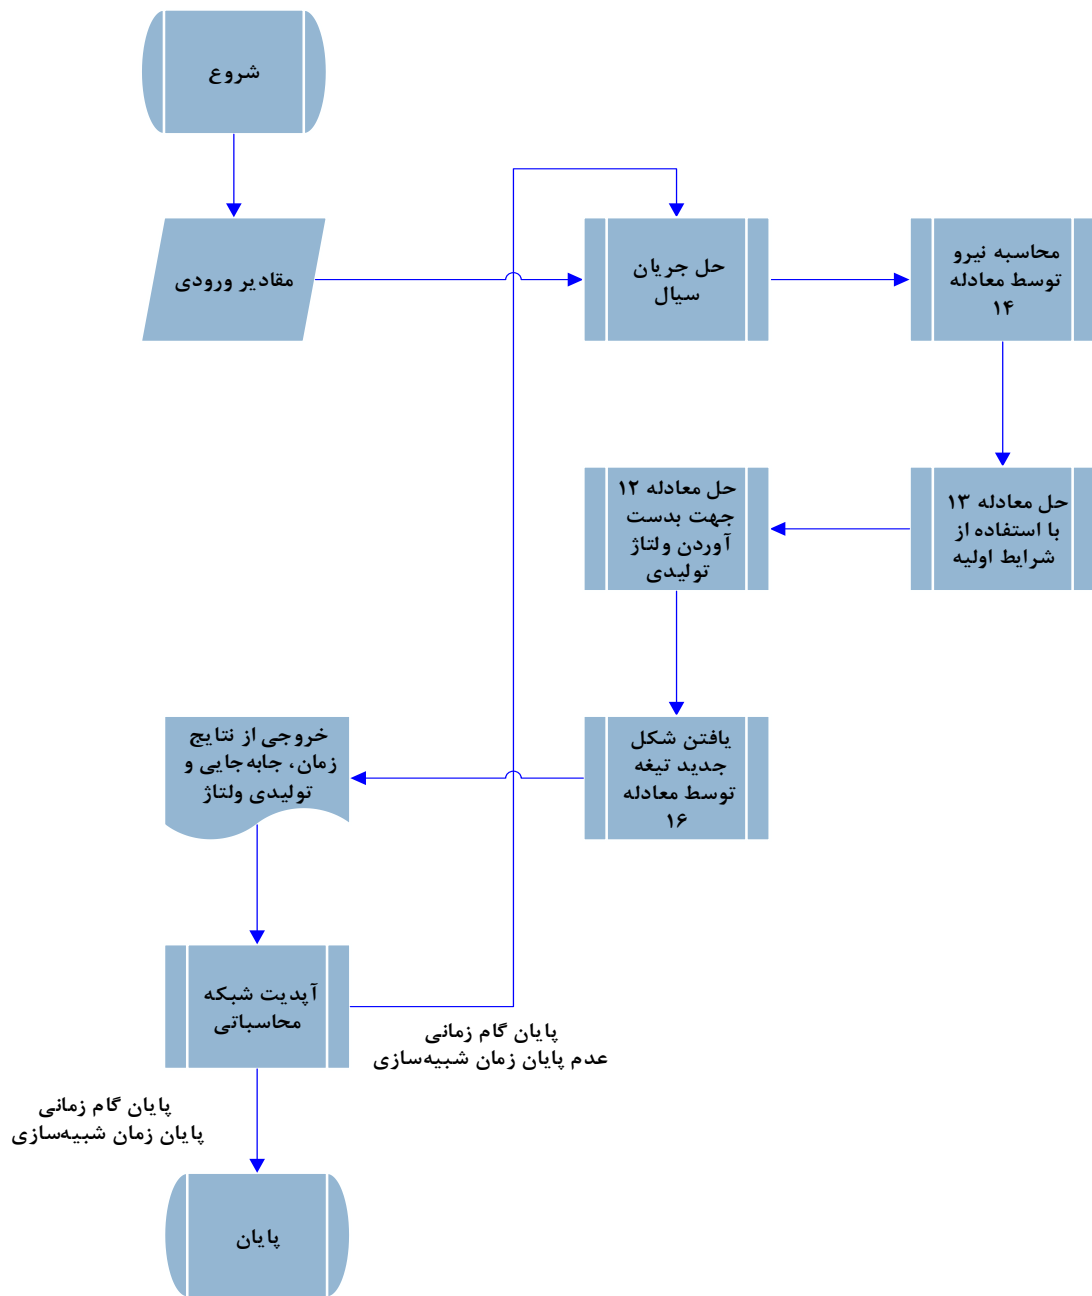 شروع
مقادیر ورودی
حل جریان
سیال
محاسبه نیرو
توسط معادله
۱۴
حل معادله ۱۳
با استفاده از
شرایط اولیه
حل معادله ۱۲
جهت بدست
آوردن ولتاژ
تولیدی
یافتن شکل
جدید تیغه
توسط معادله
۱۶
خروجی از نتایج
زمان، جابه‌جایی و
تولیدی ولتاژ
آپدیت شبکه
محاسباتی
پایان گام زمانی
عدم پایان زمان شبیه‌سازی
پایان گام زمانی
پایان زمان شبیه‌سازی
پایان